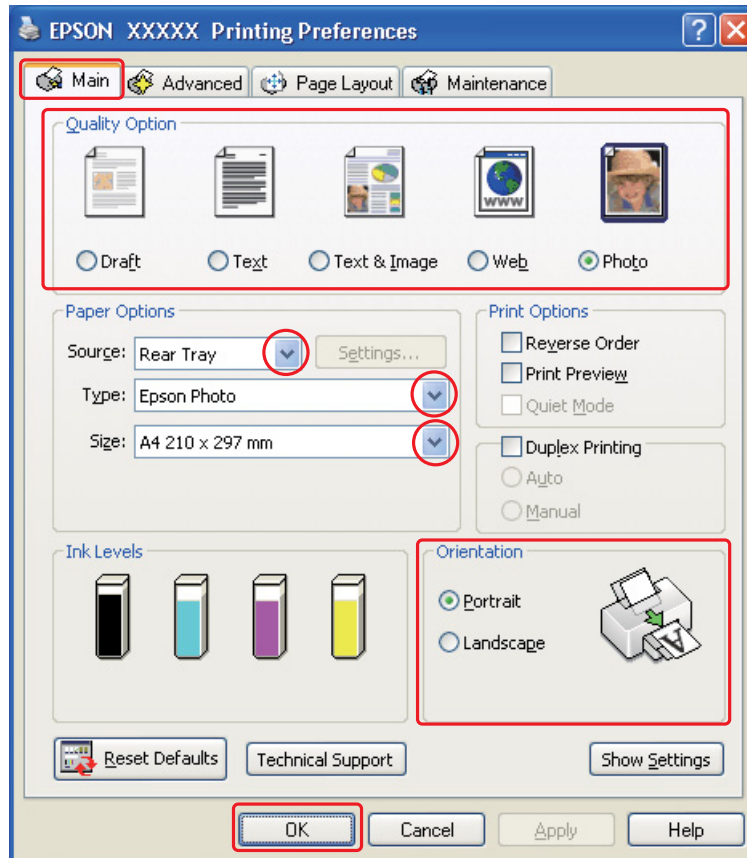 EPSON XXXXX Printing Preferences
Main Advanced Page Layout Maintenance
Quality Option
WWW
Draft Text Text & Image Web Photo
Paper Options
Source: Rear Tray Settings...
Type: Epson Photo
Size: A4 210 x 297 mm
Print Options
Reverse Order
Print Preview
Quiet Mode
Duplex Printing
Auto
Manual
Ink Levels
Orientation
Portrait
Landscape
A
Reset Defaults Technical Support Show Settings
OK Cancel Apply Help